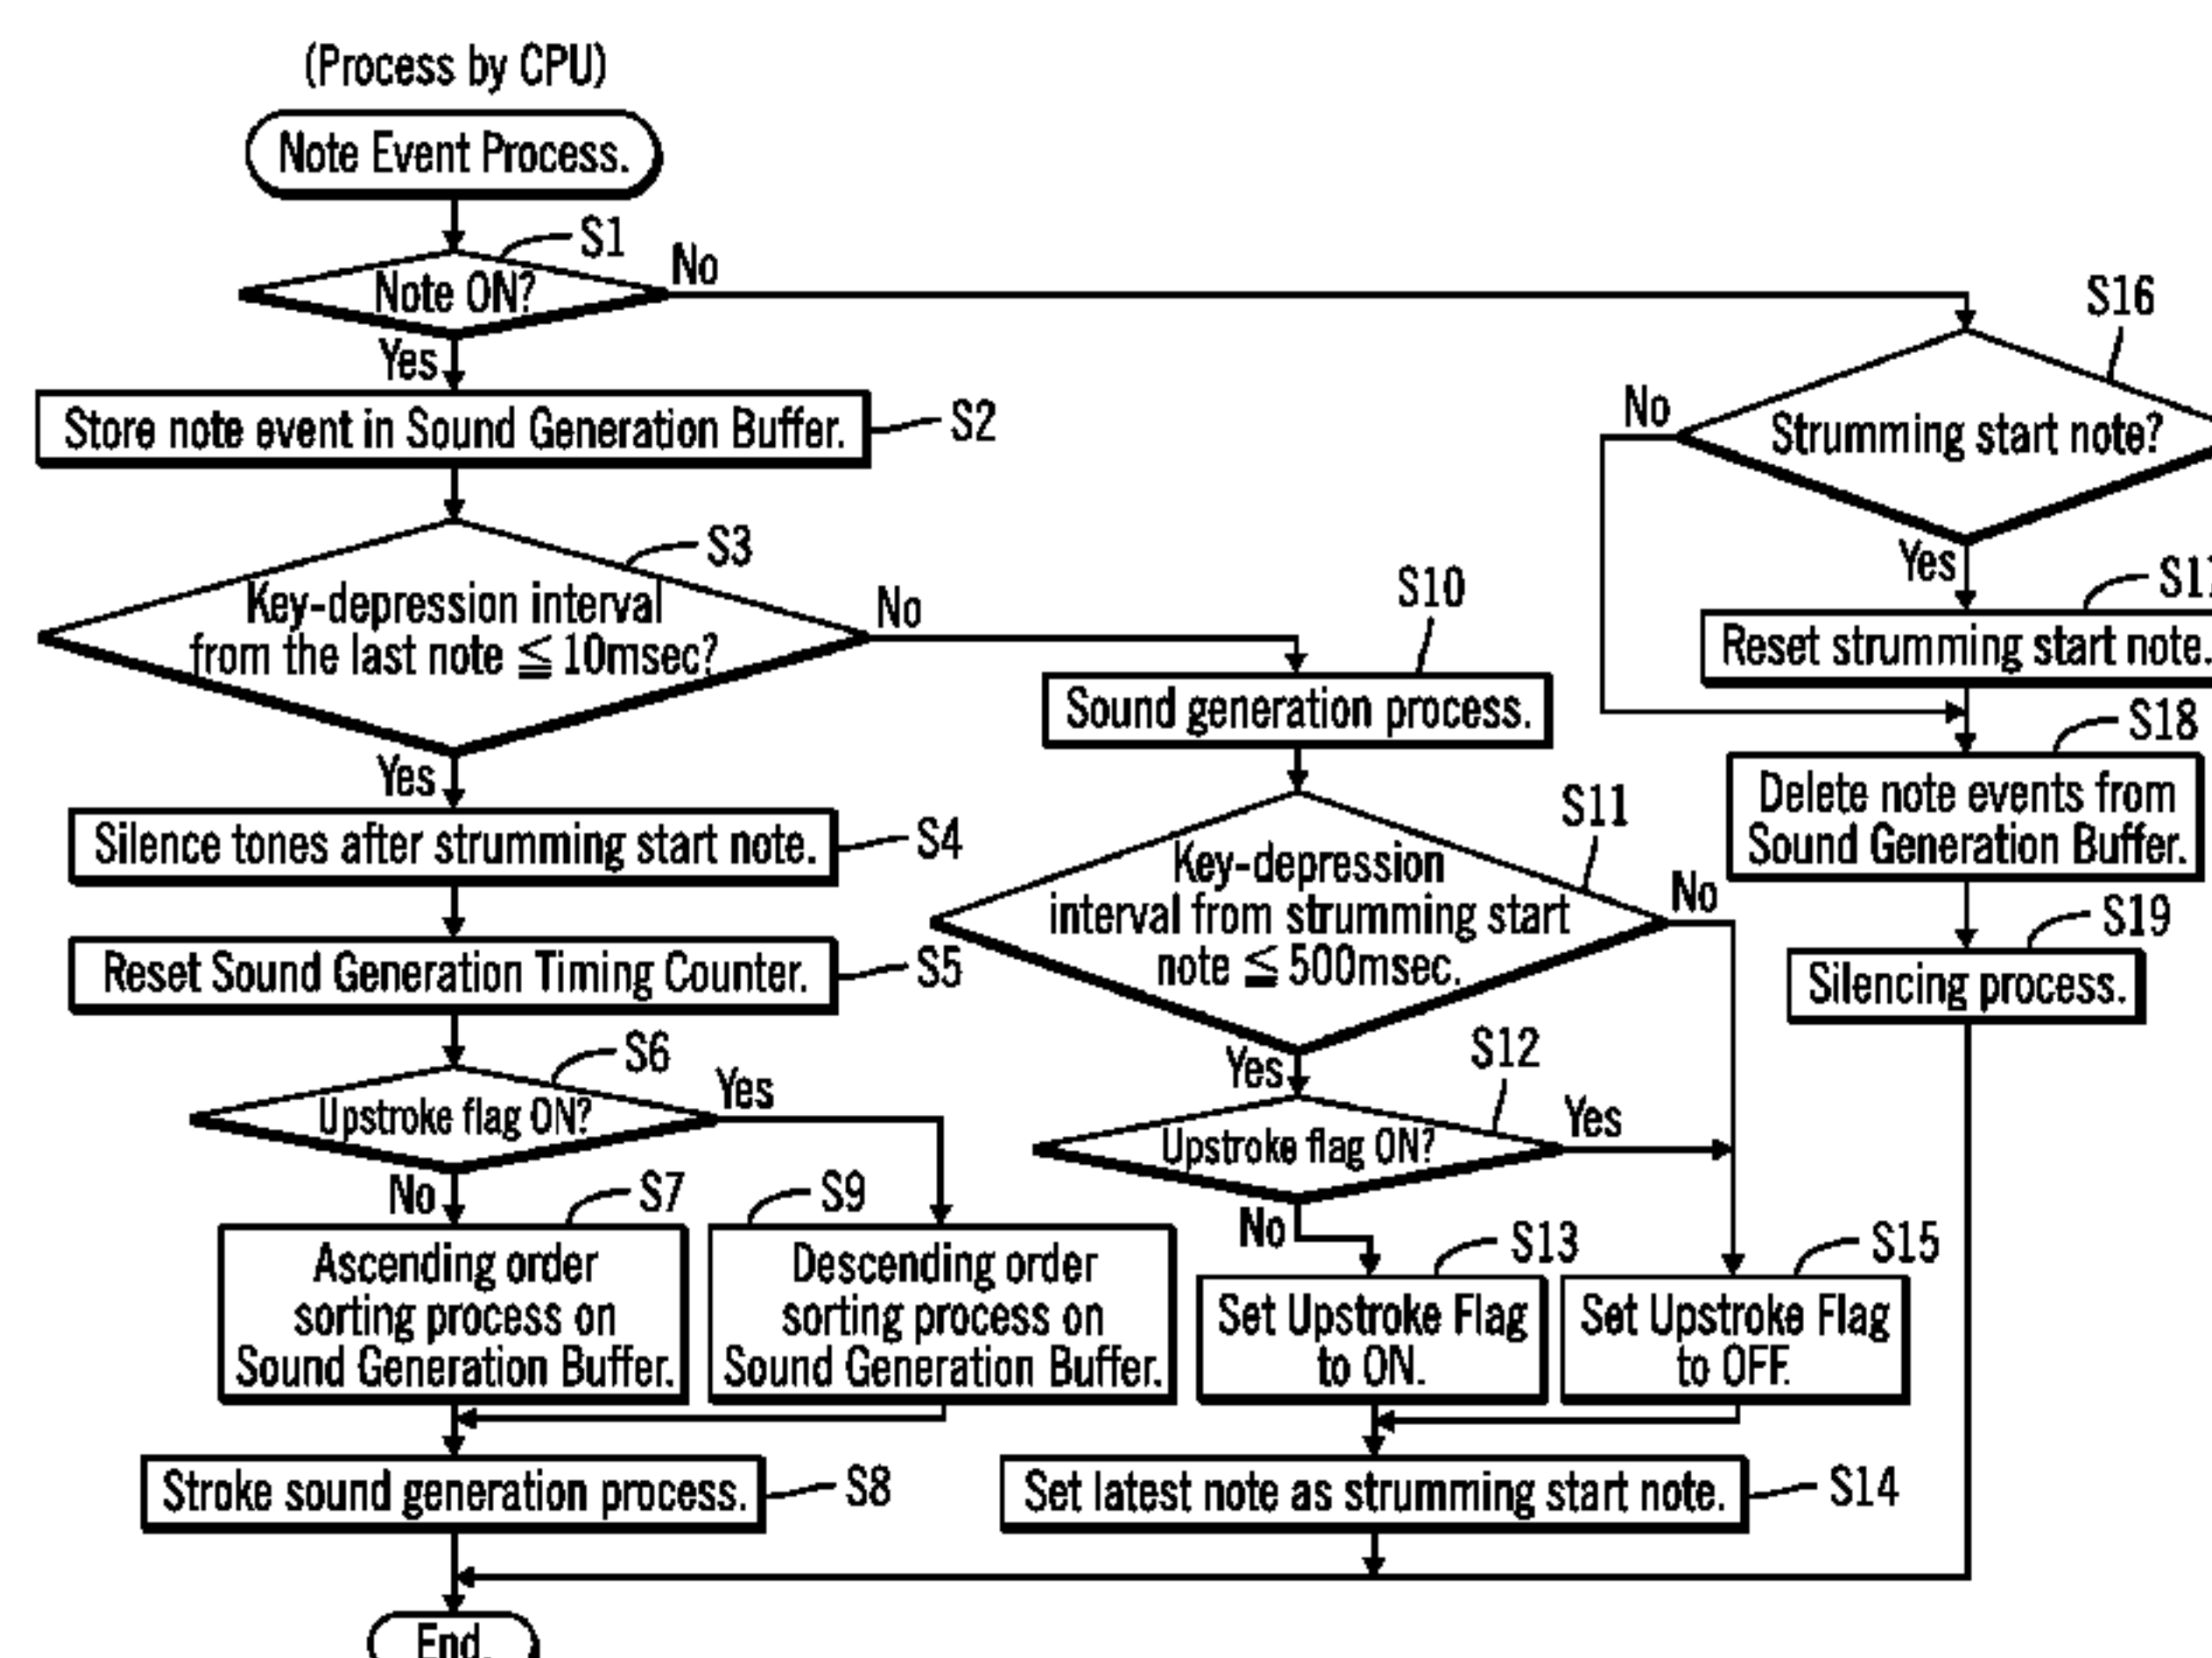 (Process by CPU)
Note Event Process.
S1
Note ON?
No
Yes
Store note event in Sound Generation Buffer.
S2
S3
Key-depression interval
from the last note ≦ 10msec?
No
Yes
Silence tones after strumming start note.
S4
Reset Sound Generation Timing Counter.
S5
S6
Upstroke flag ON?
Yes
No
S7
Ascending order
sorting process on
Sound Generation Buffer.
S9
Descending order
sorting process on
Sound Generation Buffer.
Stroke sound generation process.
S8
End.
S10
Sound generation process.
S11
Key-depression
interval from strumming start
note ≦ 500msec.
No
Yes
S12
Upstroke flag ON?
Yes
No
S13
Set Upstroke Flag
to ON.
S15
Set Upstroke Flag
to OFF.
Set latest note as strumming start note.
S14
S16
Strumming start note?
No
Yes
Reset strumming start note.
S18
Delete note events from
Sound Generation Buffer.
S19
Silencing process.